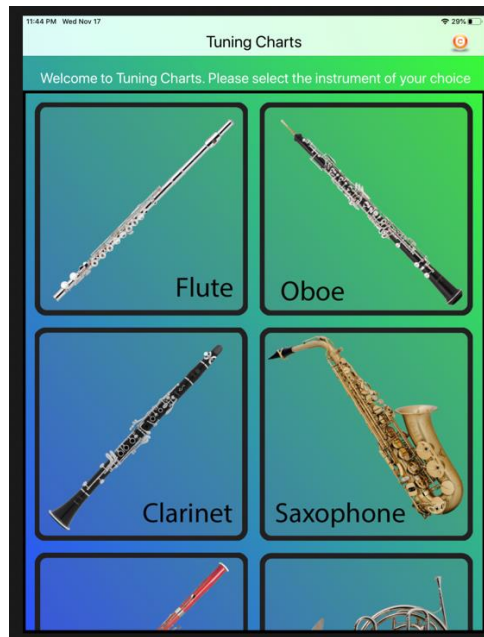 11:44 PM Wed Nov 17 29%
Tuning Charts
C
Welcome to Tuning Charts. Please select the instrument of your choice
Flute
Oboe
Clarinet
Saxophone